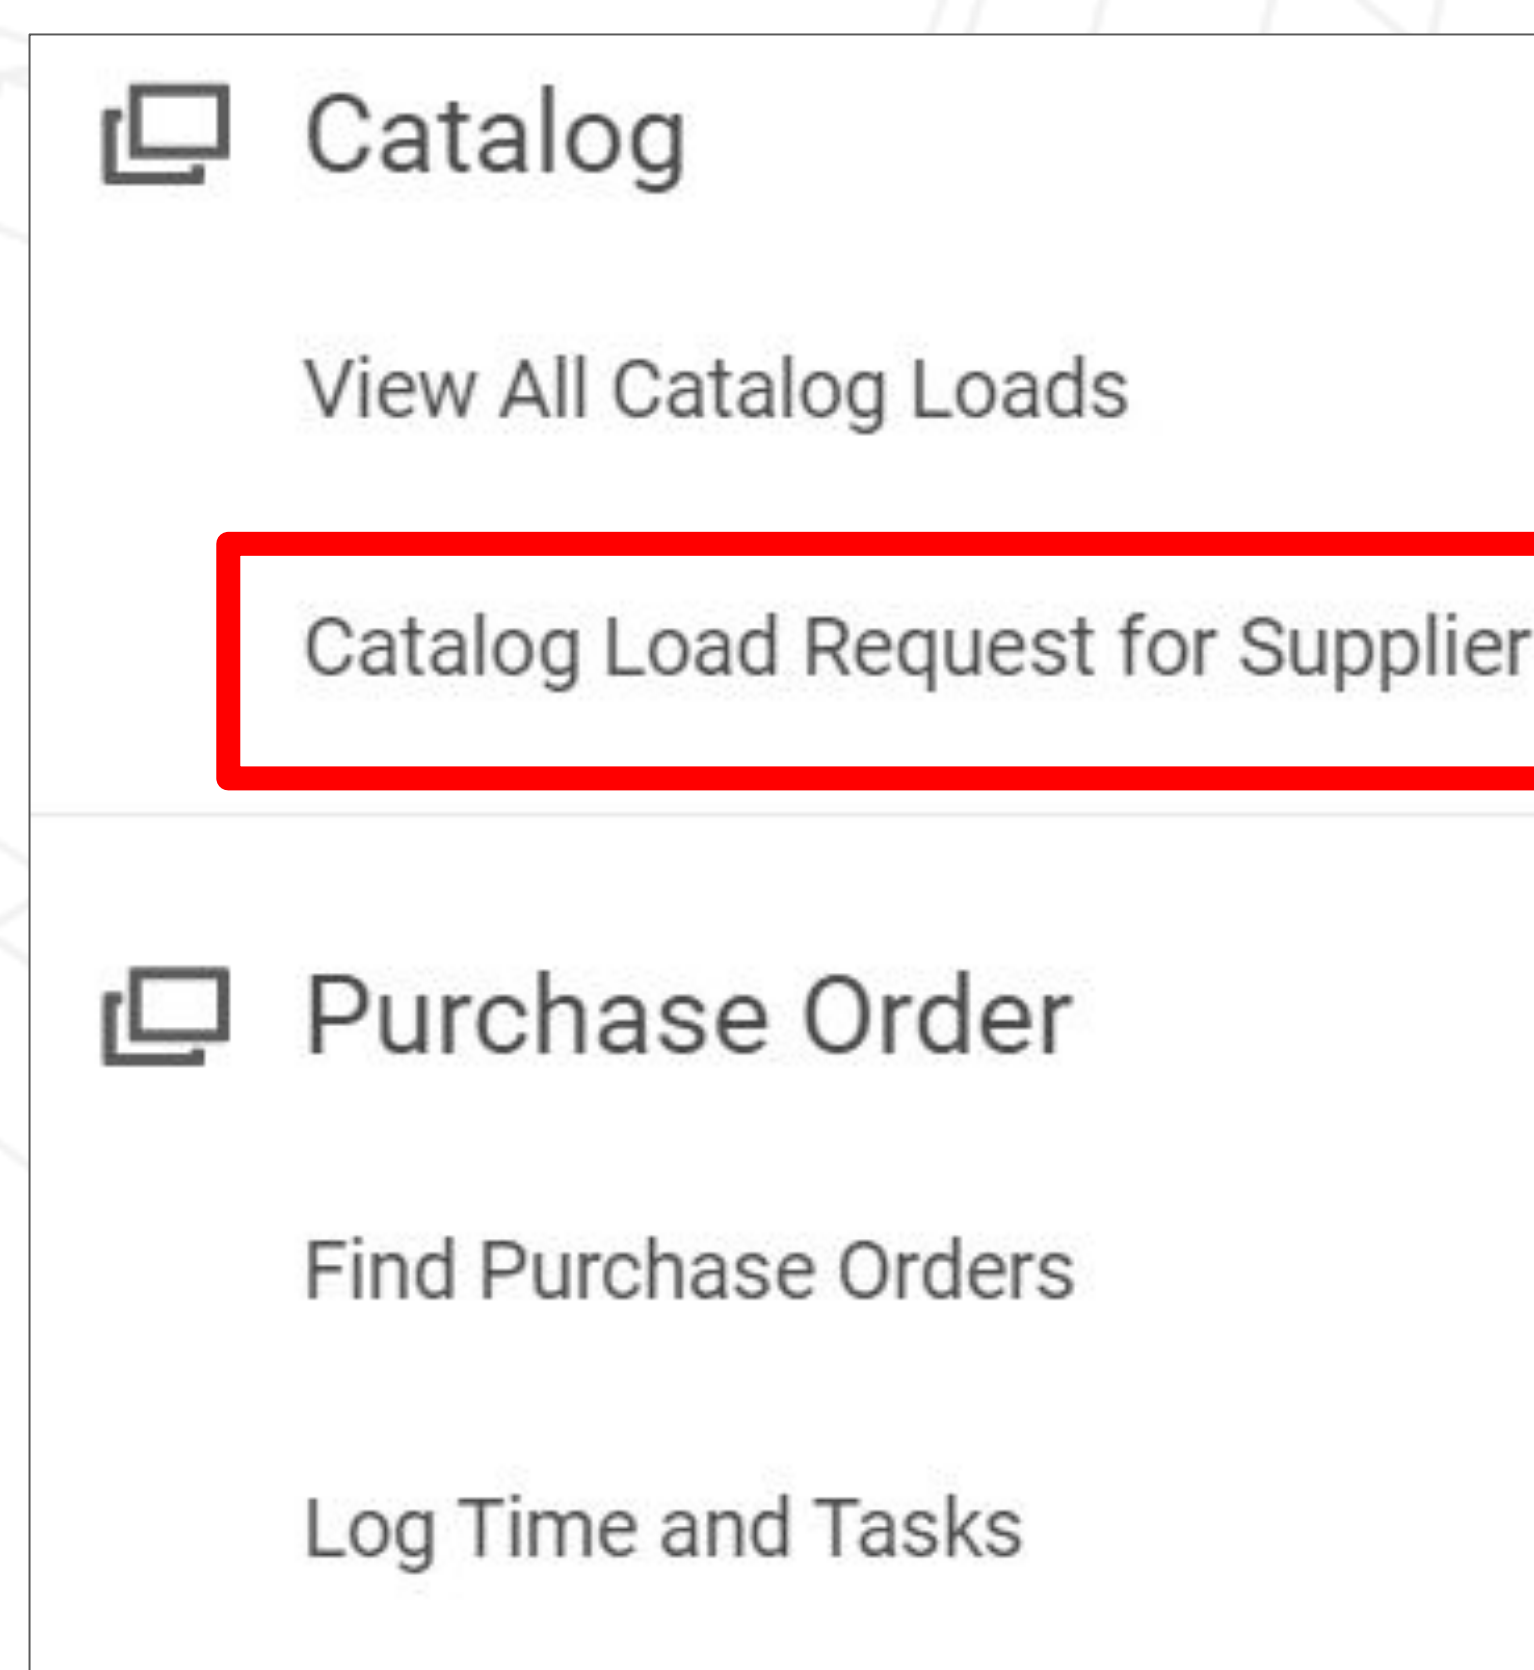 Catalog
View All Catalog Loads
Catalog Load Request for Supplier
Purchase Order
Find Purchase Orders
Log Time and Tasks